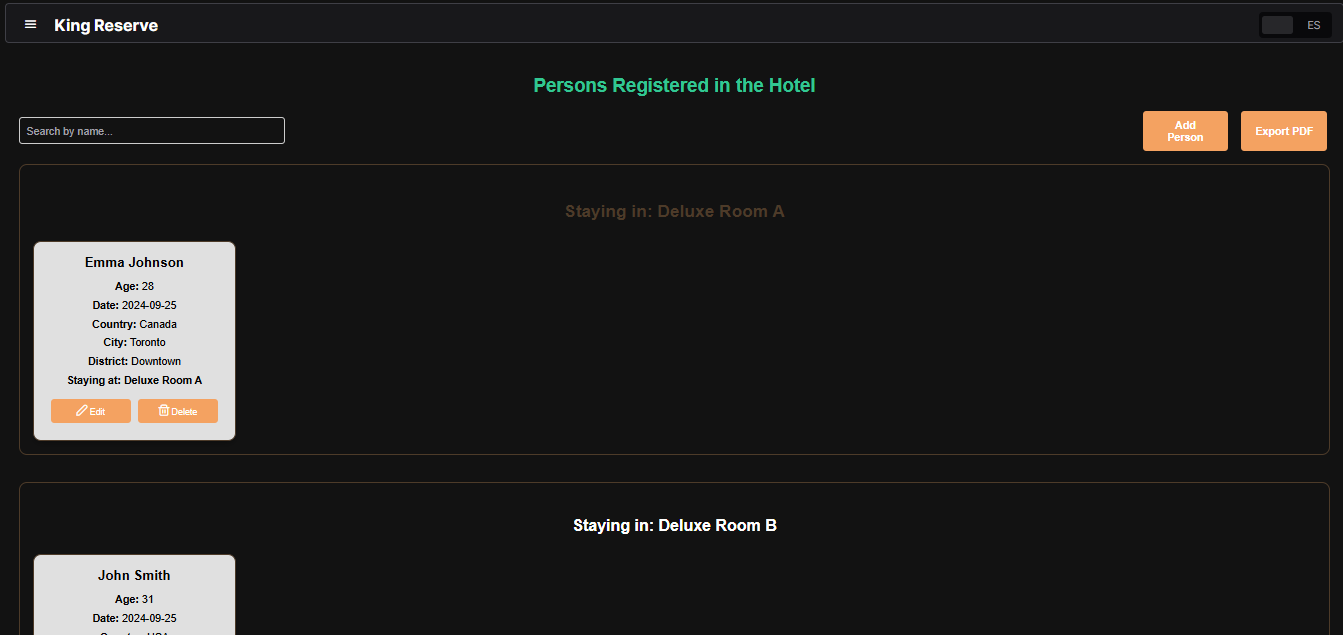 King Reserve
ES
Persons Registered in the Hotel
Search by name...
Add
Person
Export PDF
Staying in: Deluxe Room A
Emma Johnson
Age: 28
Date: 2024-09-25
Country: Canada
City: Toronto
District: Downtown
Staying at: Deluxe Room A
Edit
Delete
Staying in: Deluxe Room B
John Smith
Age: 31
Date: 2024-09-25